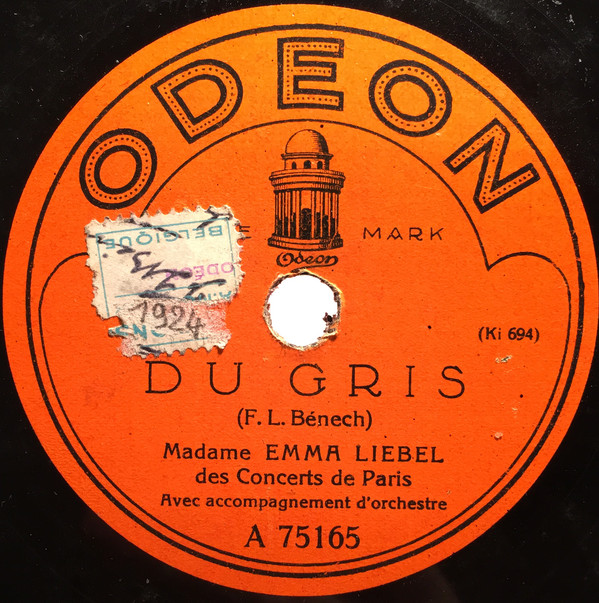 ODEON
MARK
Odeon
BELGIQUE
1924
(Ki 694)
DU GRIS
(F. L. Bénech)
Madame EMMA LIEBEL
des Concerts de Paris
Avec accompagnement d'orchestre
A 75165